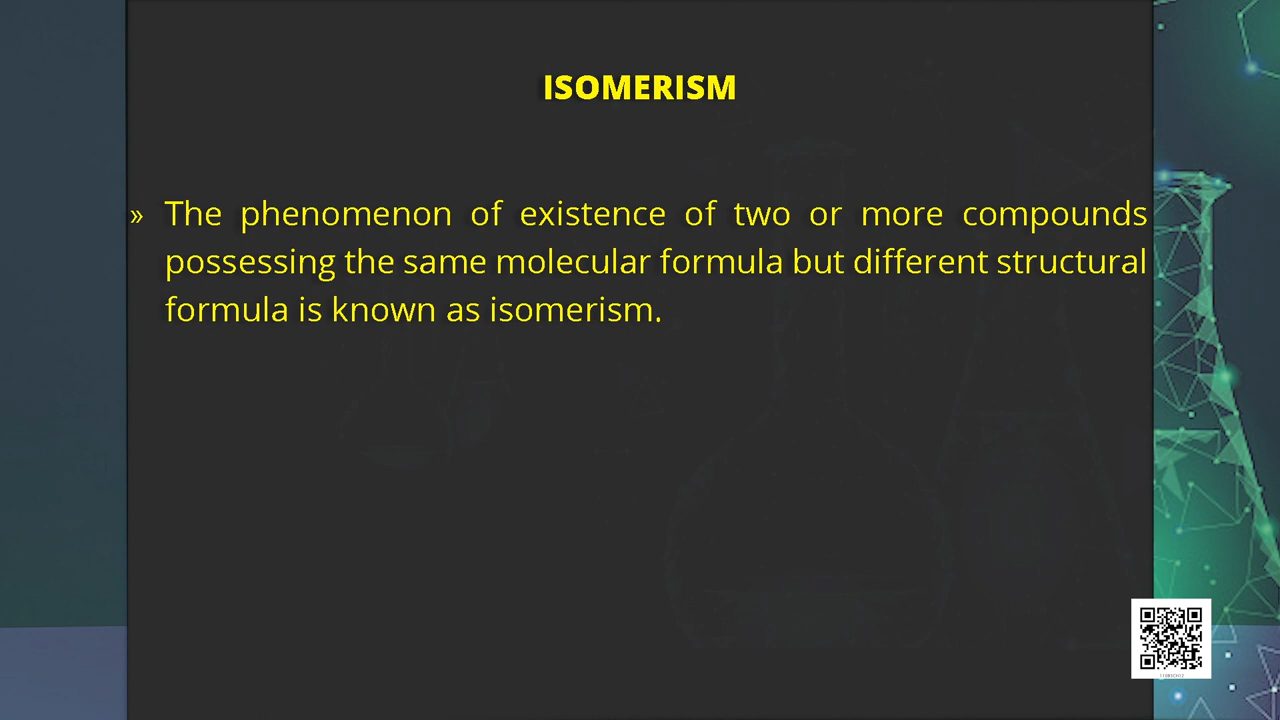 ISOMERISM
» The phenomenon of existence of two or more compounds
possessing the same molecular formula but different structural
formula is known as isomerism.